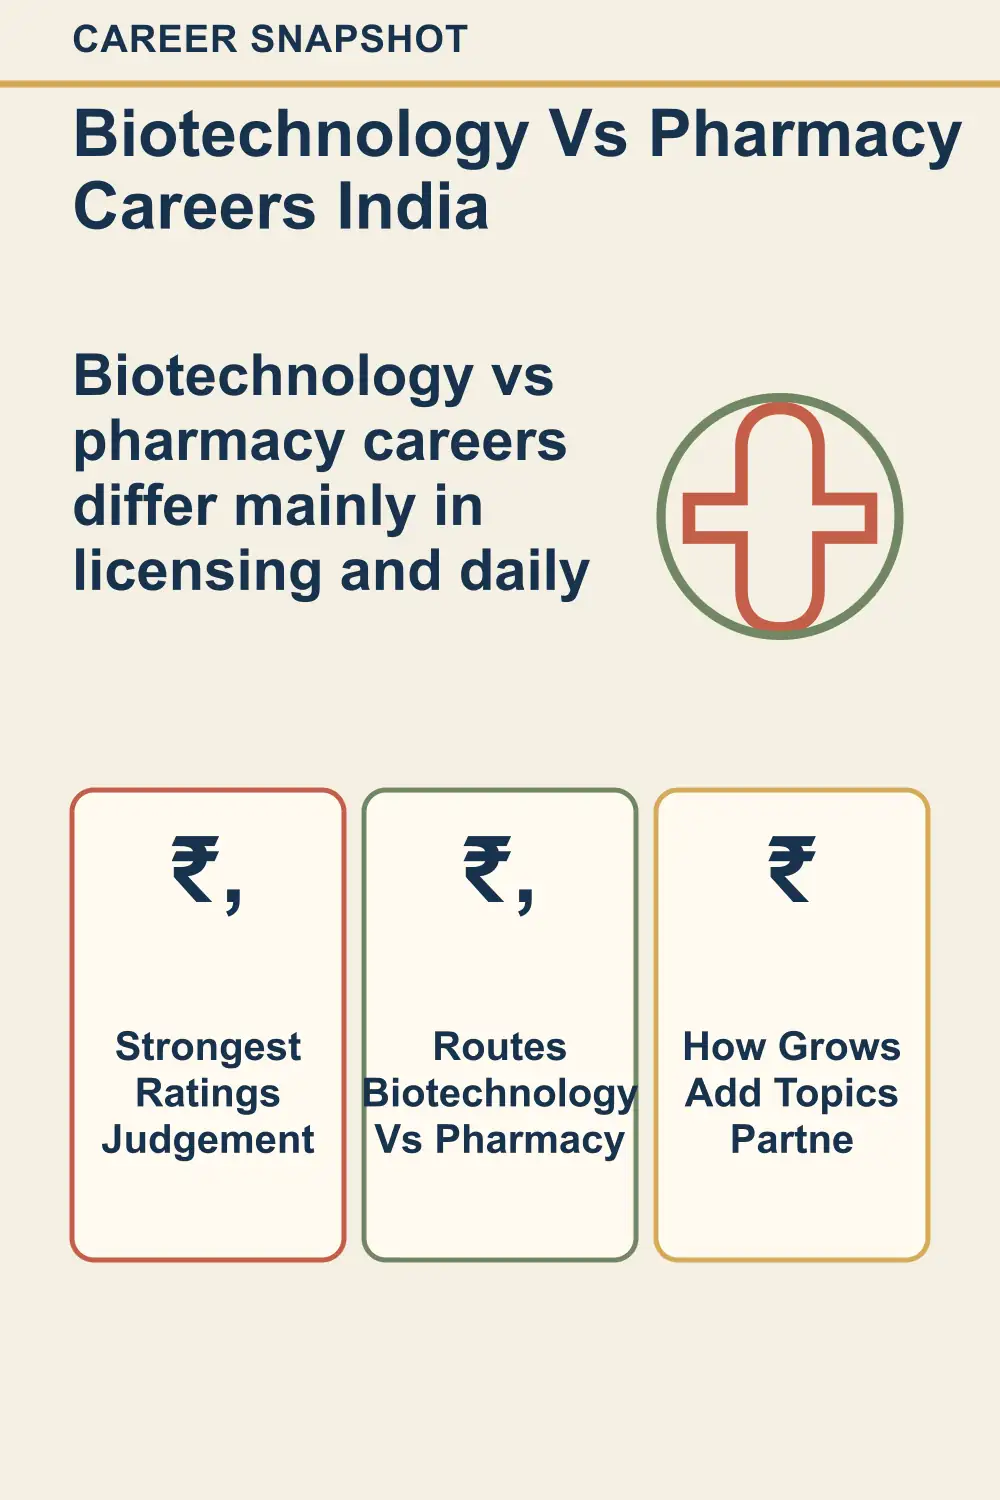 CAREER SNAPSHOT
Biotechnology Vs Pharmacy
Careers India
Biotechnology vs
pharmacy careers
differ mainly in
licensing and daily
₹,
Strongest
Ratings
Judgement
₹,
Routes
Biotechnology
Vs Pharmacy
₹
How Grows
Add Topics
Partne